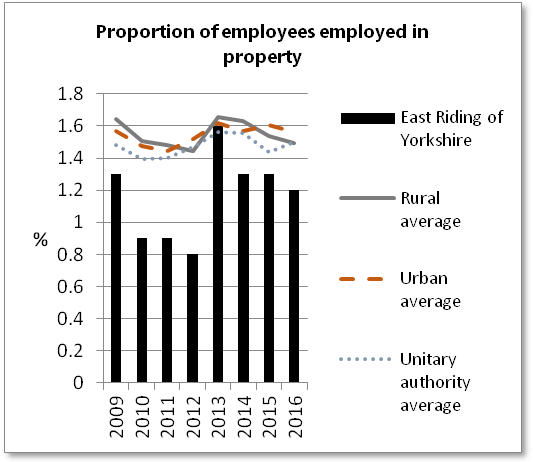 Proportion of employees employed in
property
1.8
1.6
1.4
1.2
1
0.8
0.6
0.4
0.2
0
%
2009
2010
2011
2012
2013
2014
2015
2016
East Riding of
Yorkshire
Rural
average
Urban
average
Unitary
authority
average